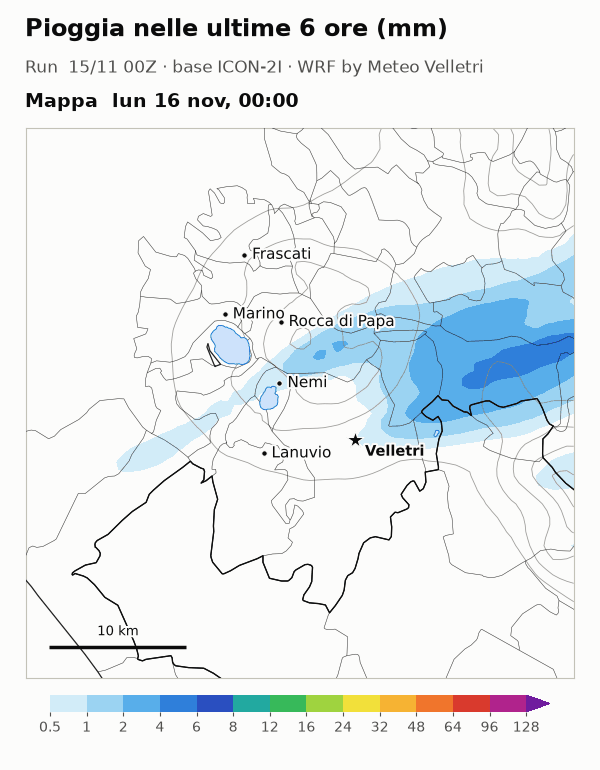 Pioggia nelle ultime 6 ore (mm)
Run  15/11 00Z · base ICON-2I · WRF by Meteo Velletri
Mappa  lun 16 nov, 00:00
Frascati
Marino
Rocca di Papa
Nemi
Velletri
Lanuvio
10 km
0.5 1 2 4 6 8 12 16 24 32 48 64 96 128